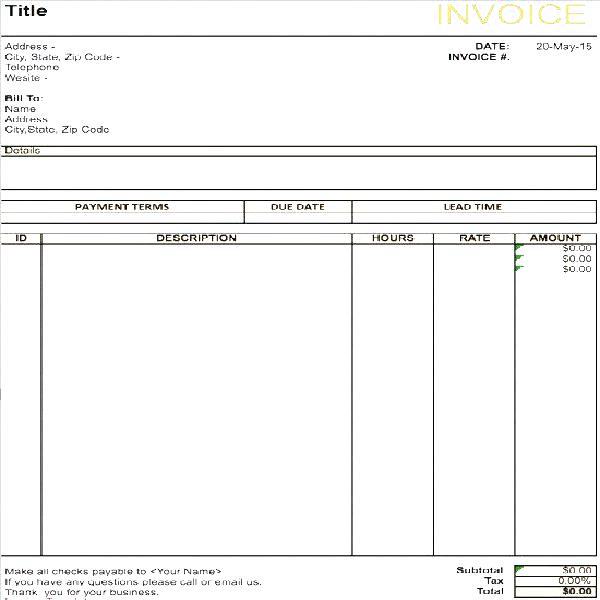 Title
INVOICE
Address -
City, State, Zip Code -
Telephone
Wesite -
DATE: 20-May-15
INVOICE #.
Bill To:
Name
Address
City,State, Zip Code
Details
PAYMENT TERMS DUE DATE LEAD TIME
ID DESCRIPTION HOURS RATE AMOUNT
$0.00
$0.00
$0.00
Make all checks payable to <Your Name>
If you have any questions please call or email us.
Thank you for your business.
Subtotal $0.00
Tax 0.00%
Total $0.00